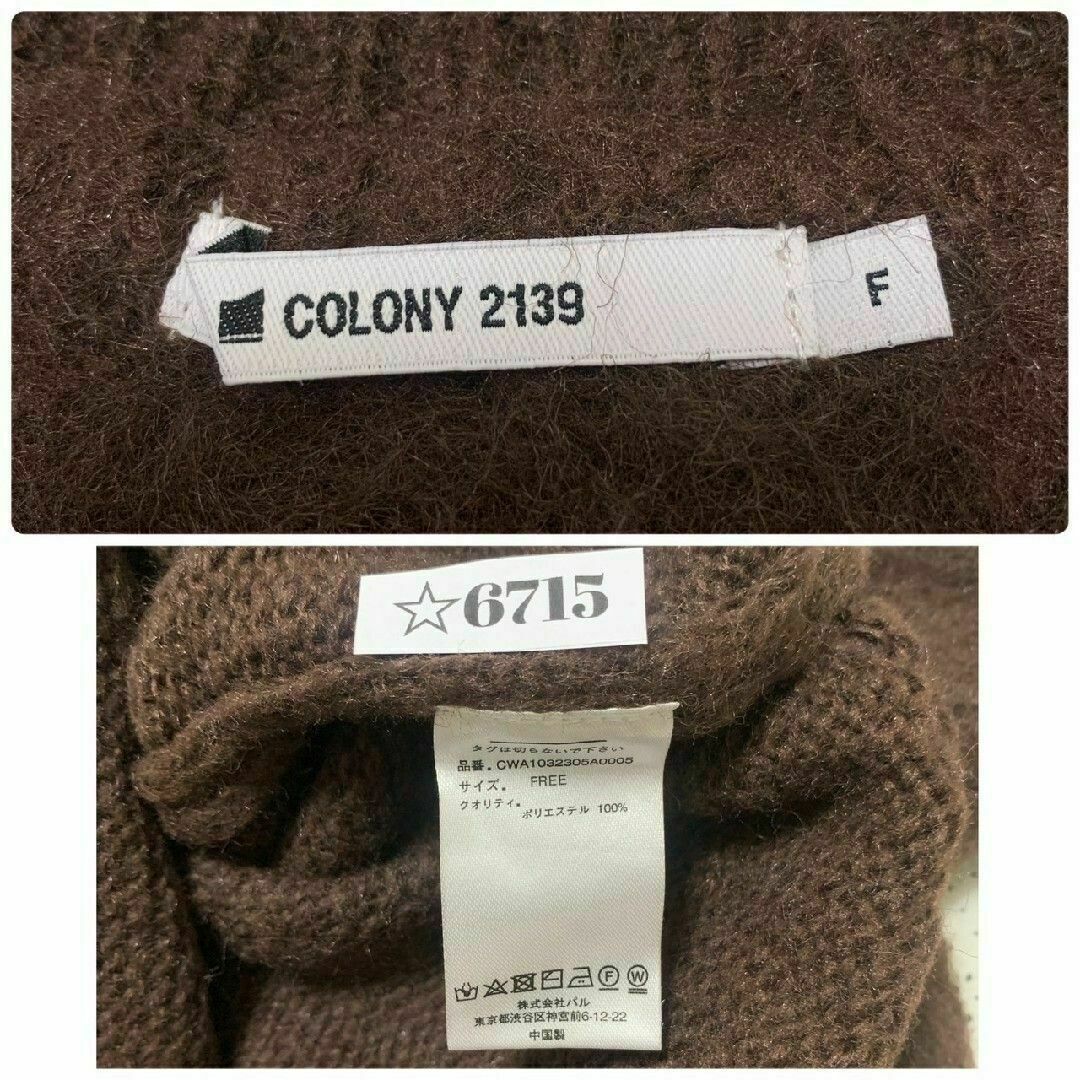 COLONY 2139
F
☆6715
タグは切らないで下さい
品番. CWA1032305A0005
サイズ. FREE
クオリティ.
ポリエステル 100%
F W
株式会社パル
東京都渋谷区神宮前6-12-22
中国製